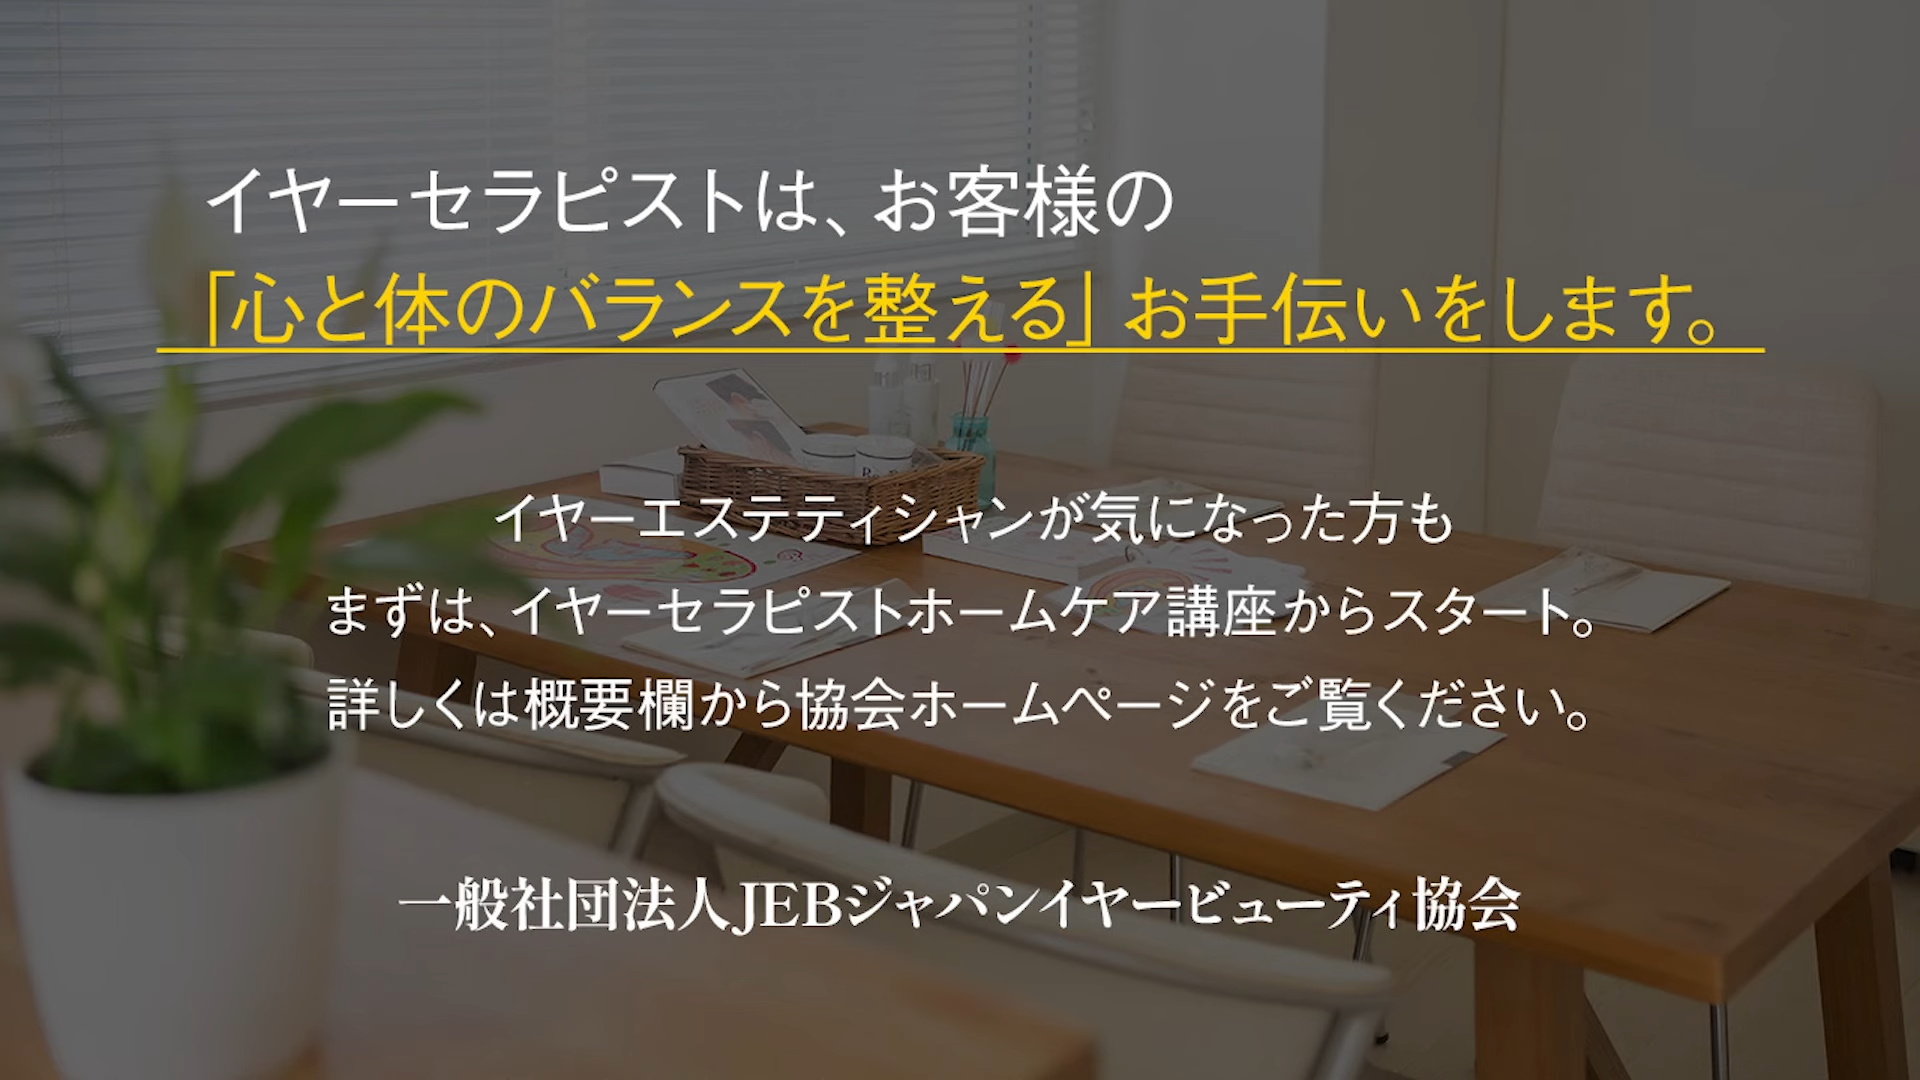 イヤーセラピストは、お客様の
「心と体のバランスを整える」お手伝いをします。
イヤーエステティシャンが気になった方も
まずは、イヤーセラピストホームケア講座からスタート。
詳しくは概要欄から協会ホームページをご覧ください。
一般社団法人JEBジャパンイヤービューティ協会